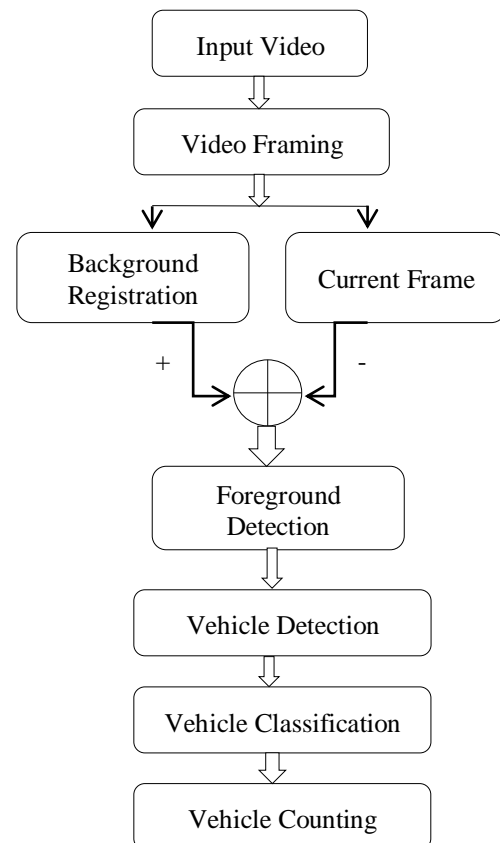 Input Video
Video Framing
Background
Registration
Current Frame
+
-
Foreground
Detection
Vehicle Detection
Vehicle Classification
Vehicle Counting